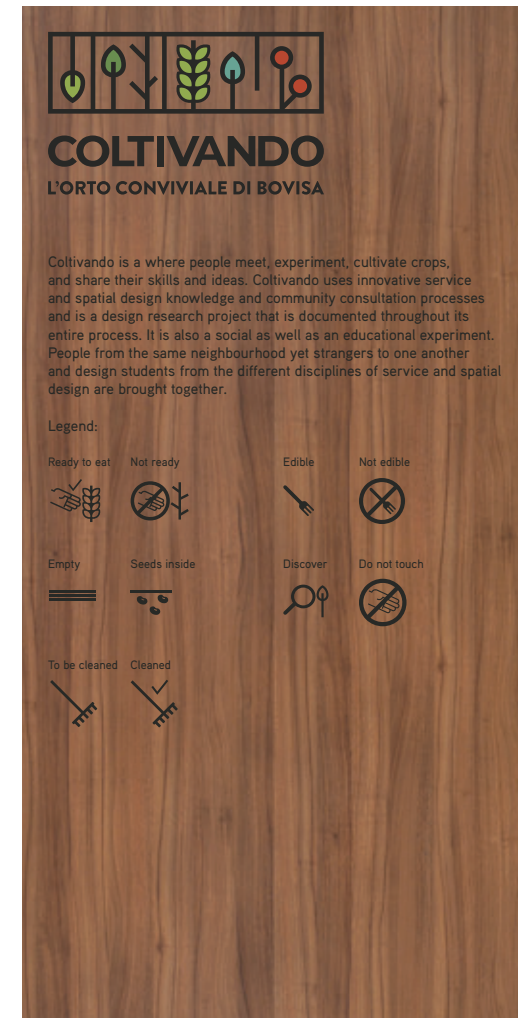 COLTIVANDO
L'ORTO CONVIVIALE DI BOVISA
Coltivando is a where people meet, experiment, cultivate crops,
and share their skills and ideas. Coltivando uses innovative service
and spatial design knowledge and community consultation processes
and is a design research project that is documented throughout its
entire process. It is also a social as well as an educational experiment.
People from the same neighbourhood yet strangers to one another
and design students from the different disciplines of service and spatial
design are brought together.
Legend:
Ready to eat Not ready Edible Not edible
Empty Seeds inside Discover Do not touch
To be cleaned Cleaned